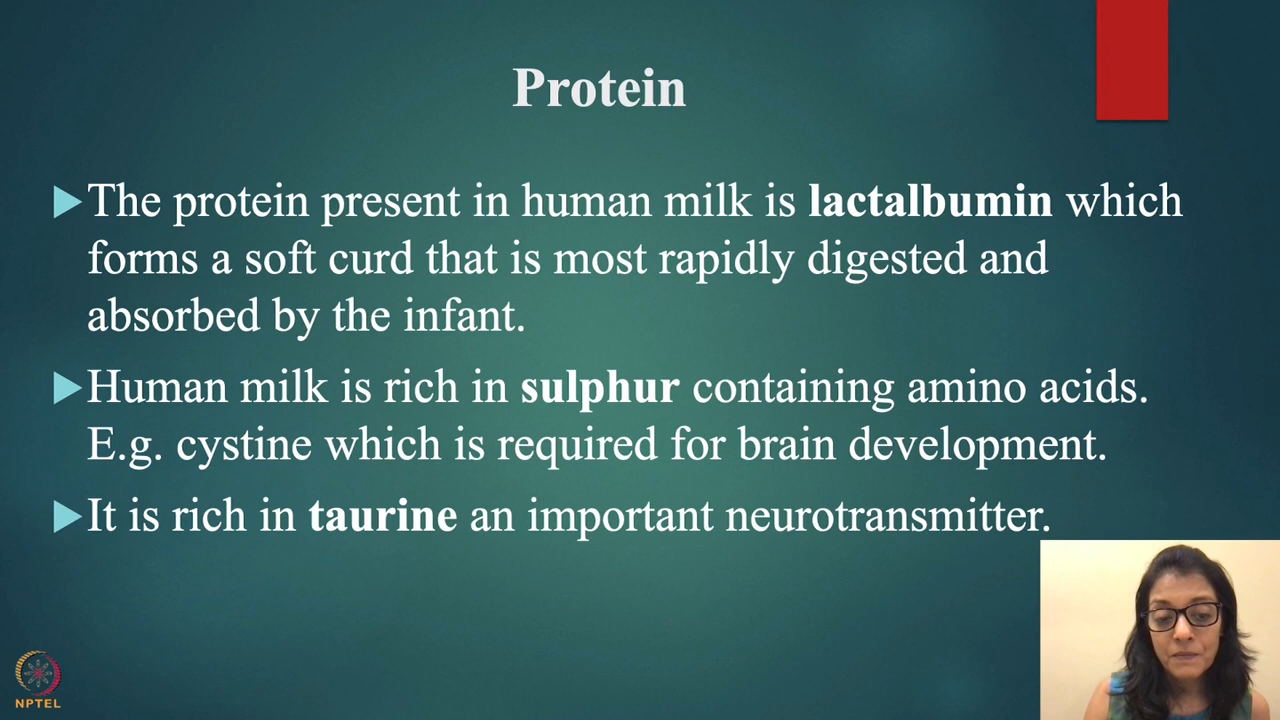 Protein
The protein present in human milk is lactalbumin which
forms a soft curd that is most rapidly digested and
absorbed by the infant.
Human milk is rich in sulphur containing amino acids.
E.g. cystine which is required for brain development.
It is rich in taurine an important neurotransmitter.
NPTEL